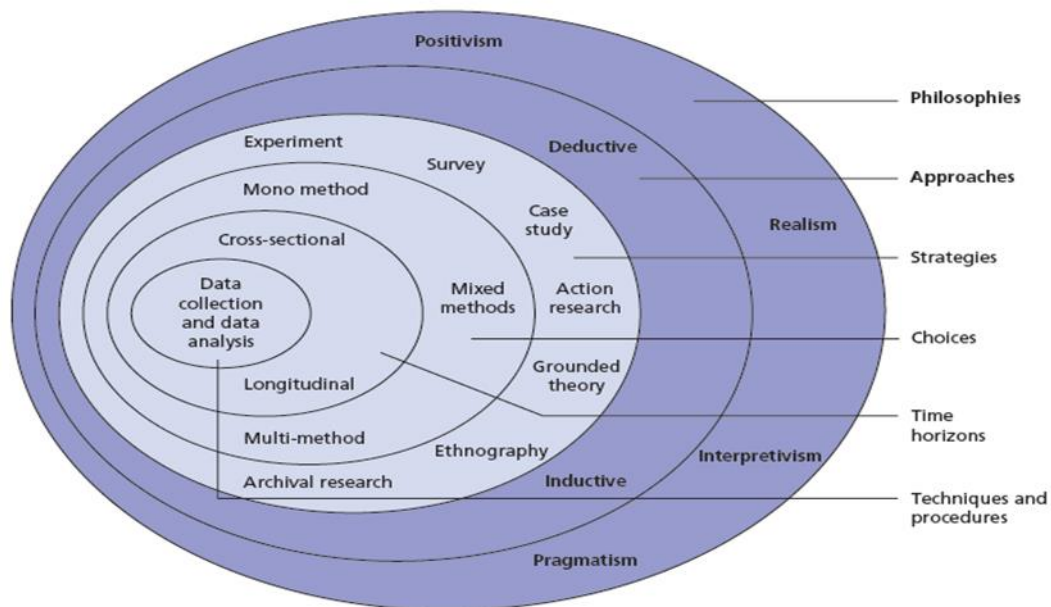 Positivism
Philosophies
Experiment
Deductive
Survey
Approaches
Mono method
Case
study
Realism
Cross-sectional
Strategies
Data
collection
and data
analysis
Mixed
methods
Action
research
Choices
Longitudinal
Grounded
theory
Time
horizons
Multi-method
Ethnography
Interpretivism
Archival research
Inductive
Techniques and
procedures
Pragmatism